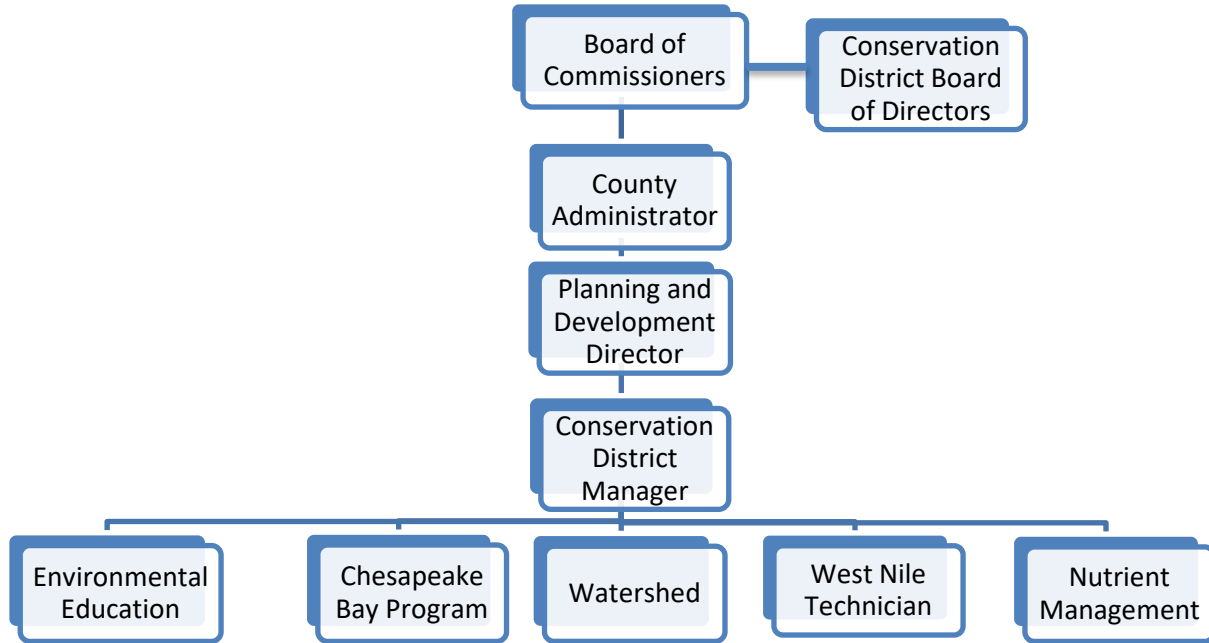 Board of
Commissioners
Conservation
District Board
of Directors
County
Administrator
Planning and
Development
Director
Conservation
District
Manager
Environmental
Education
Chesapeake
Bay Program
Watershed
West Nile
Technician
Nutrient
Management